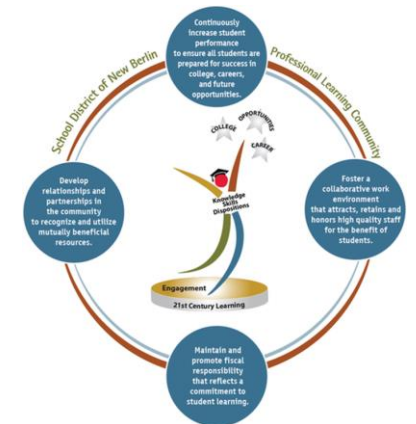 Continuously
increase student
performance
to ensure all students are
prepared for success in
college, careers,
and future
opportunities.
School District of New Berlin
Professional Learning Community
COLLEGE
OPPORTUNITIES
CAREER
Develop
relationships and
partnerships in
the community
to recognize and utilize
mutually beneficial
resources.
Knowledge
Skills
Dispositions
Foster a
collaborative work
environment
that attracts, retains and
honors high quality staff
for the benefit of
students.
Engagement
21st Century Learning
Maintain and
promote fiscal
responsibility
that reflects a
commitment to
student learning.